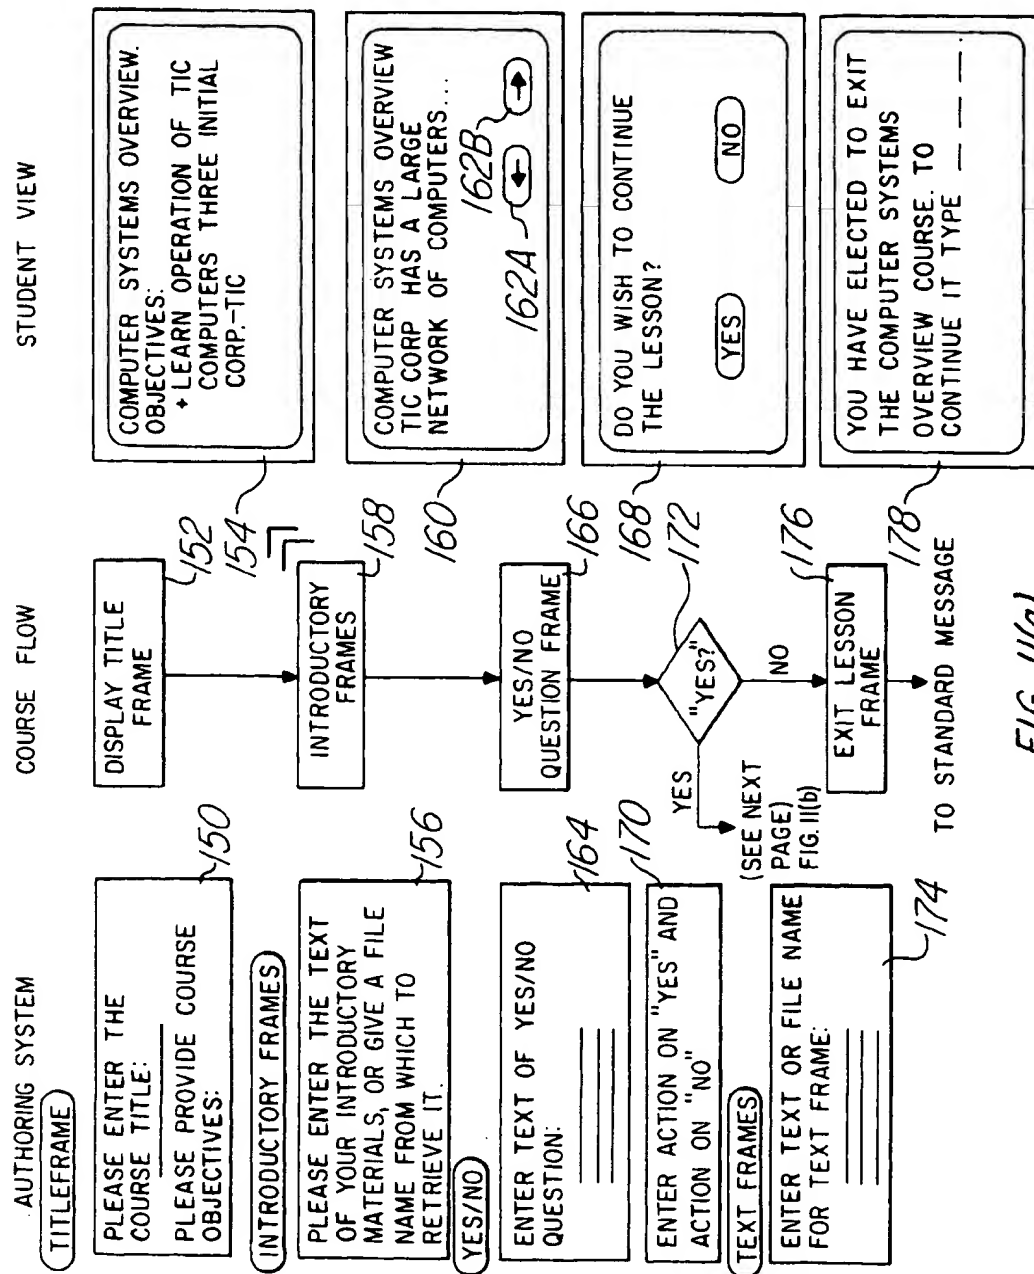 AUTHORING SYSTEM
TITLEFRAME
PLEASE ENTER THE
COURSE TITLE:
PLEASE PROVIDE COURSE
OBJECTIVES:
150
INTRODUCTORY FRAMES
PLEASE ENTER THE TEXT
OF YOUR INTRODUCTORY
MATERIALS, OR GIVE A FILE
NAME FROM WHICH TO
RETRIEVE IT.
156
YES/NO
ENTER TEXT OF YES/NO
QUESTION:
164
ENTER ACTION ON "YES" AND
ACTION ON "NO"
170
TEXT FRAMES
ENTER TEXT OR FILE NAME
FOR TEXT FRAME:
174
COURSE FLOW
DISPLAY TITLE
FRAME
152
154
INTRODUCTORY
FRAMES
158
160
YES/NO
QUESTION FRAME
166
168
"YES?"
172
YES
NO
(SEE NEXT
PAGE)
FIG. 11(b)
EXIT LESSON
FRAME
176
178
TO STANDARD MESSAGE
STUDENT VIEW
COMPUTER SYSTEMS OVERVIEW.
OBJECTIVES:
+ LEARN OPERATION OF TIC
COMPUTERS THREE INITIAL
CORP.-TIC
COMPUTER SYSTEMS OVERVIEW
TIC CORP HAS A LARGE
NETWORK OF COMPUTERS...
162A
162B
DO YOU WISH TO CONTINUE
THE LESSON?
YES
NO
YOU HAVE ELECTED TO EXIT
THE COMPUTER SYSTEMS
OVERVIEW COURSE. TO
CONTINUE IT TYPE
FIG. 11(a)